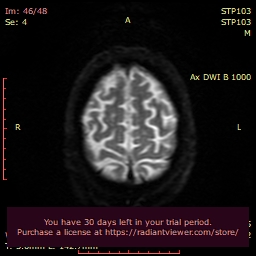 Im: 46/48
Se: 4
A
STP103
STP103
M
Ax DWI B 1000
R
L
You have 30 days left in your trial period.
Purchase a license at https://radiantviewer.com/store/